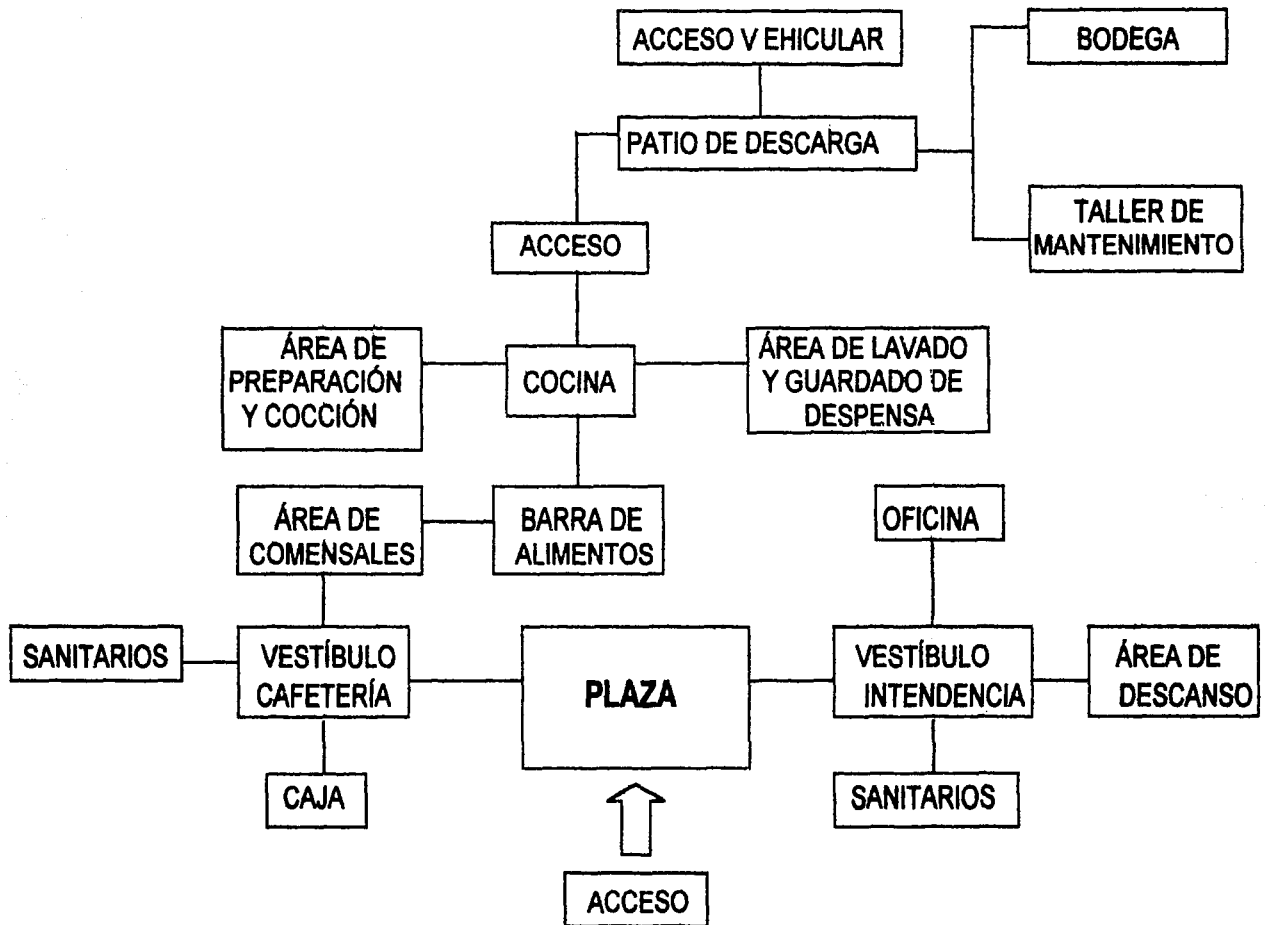 ACCESO V EHICULAR
BODEGA
PATIO DE DESCARGA
TALLER DE
MANTENIMIENTO
ACCESO
ÁREA DE
PREPARACIÓN
Y COCCIÓN
COCINA
ÁREA DE LAVADO
Y GUARDADO DE
DESPENSA
ÁREA DE
COMENSALES
BARRA DE
ALIMENTOS
OFICINA
SANITARIOS
VESTÍBULO
CAFETERÍA
PLAZA
VESTÍBULO
INTENDENCIA
ÁREA DE
DESCANSO
CAJA
SANITARIOS
ACCESO